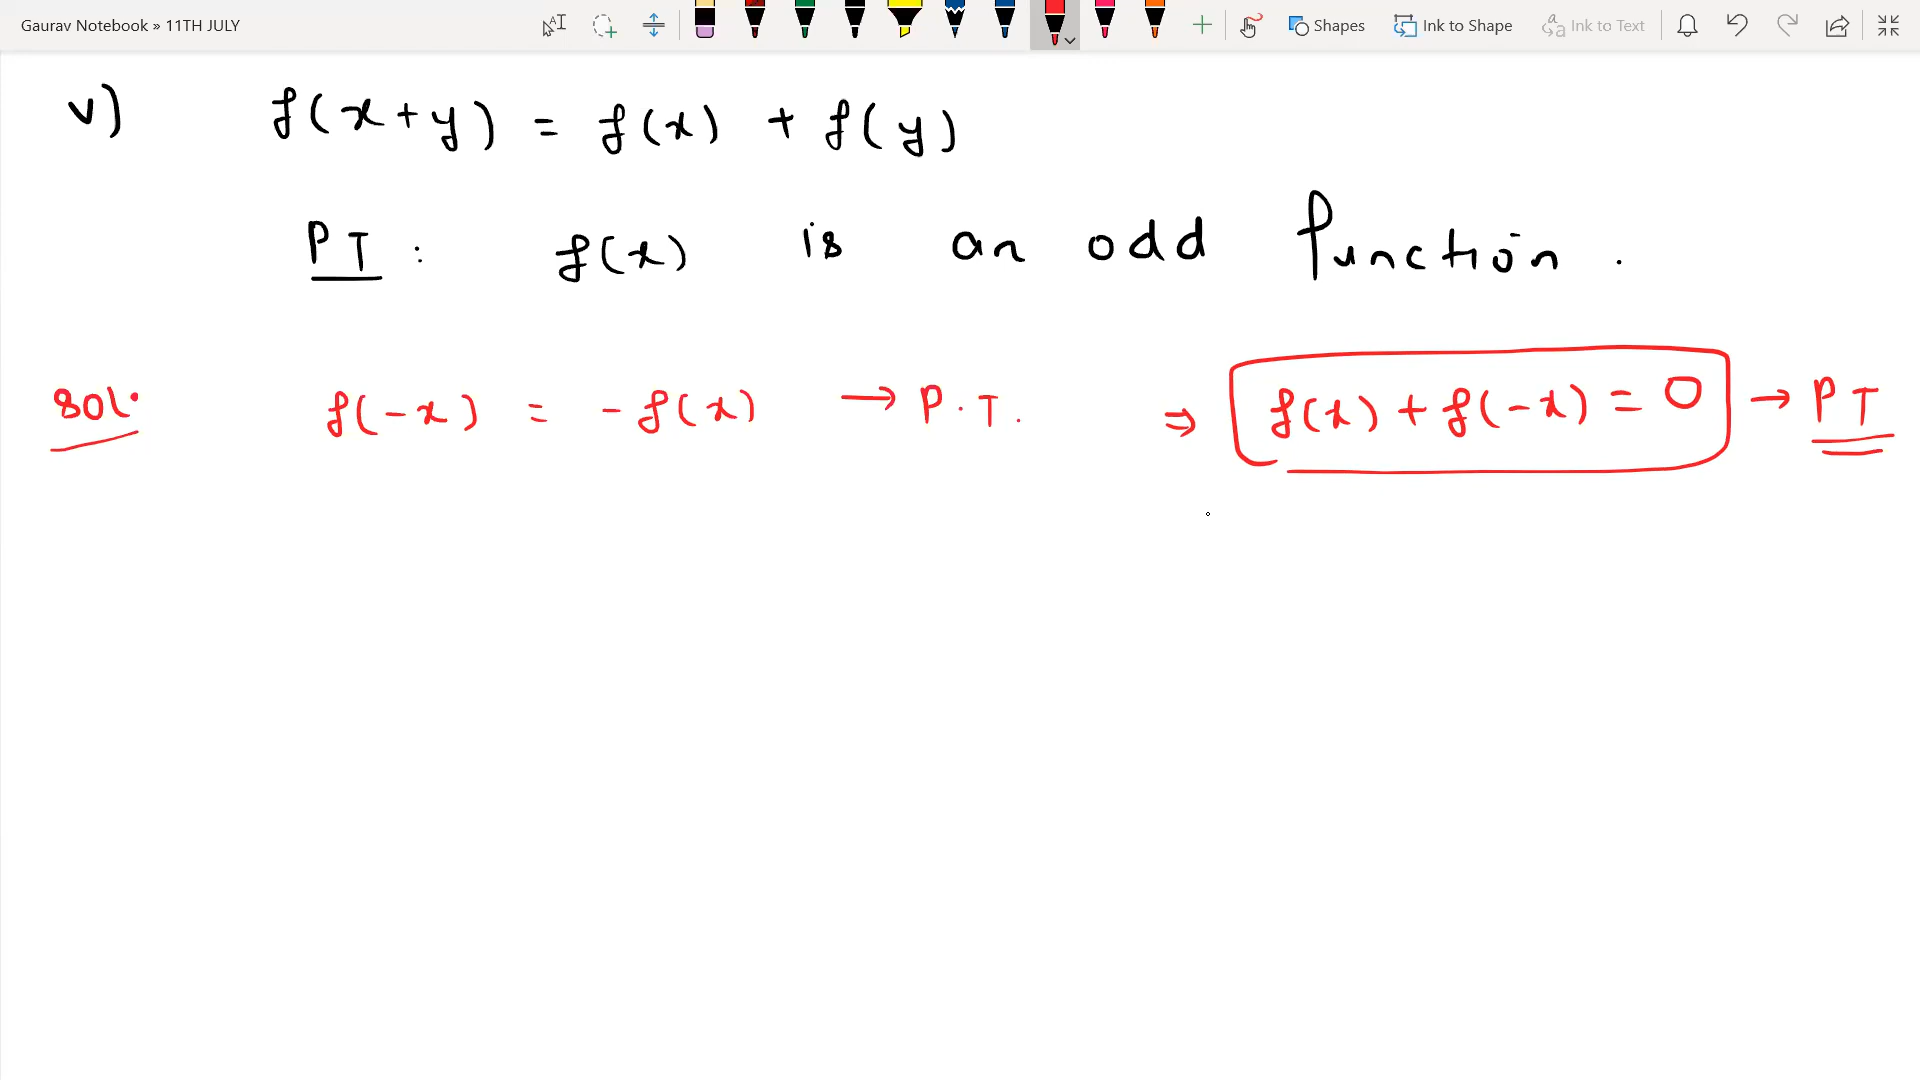 Gaurav Notebook » 11TH JULY
Shapes Ink to Shape Ink to Text
v) f(x+y) = f(x) + f(y)
PT : f(x) is an odd function.
sol. f(-x) = -f(x) → P.T. ⇒ f(x) + f(-x) = 0 → PT